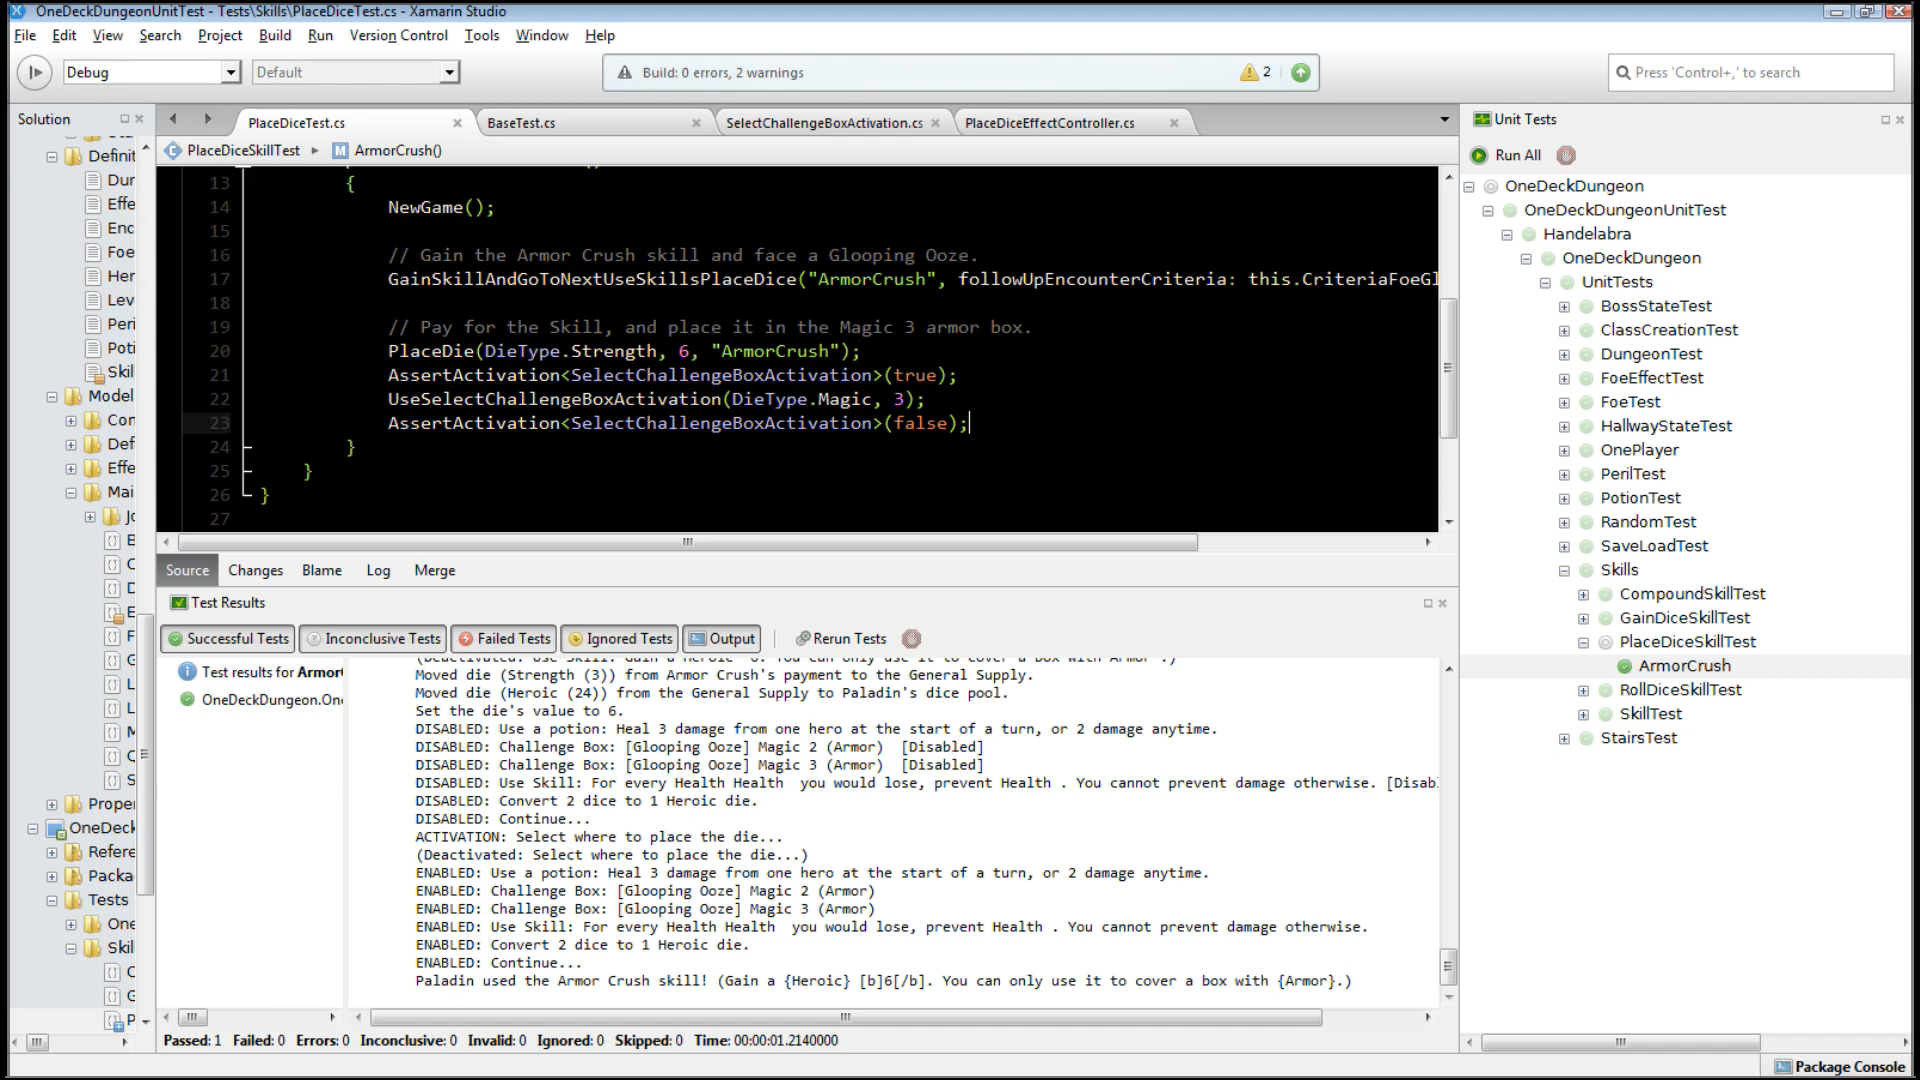 OneDeckDungeonUnitTest - Tests\Skills\PlaceDiceTest.cs - Xamarin Studio
File Edit View Search Project Build Run Version Control Tools Window Help
Debug
Default
Build: 0 errors, 2 warnings
2
Press 'Control+,' to search
Solution
PlaceDiceTest.cs
BaseTest.cs
SelectChallengeBoxActivation.cs
PlaceDiceEffectController.cs
PlaceDiceSkillTest
ArmorCrush()
Definit
Dur
Effe
Enc
Foe
Her
Leve
Peri
Poti
Skil
Model
Con
Def
Effe
Mai
Jo
B
C
D
E
F
G
L
L
M
C
S
Proper
OneDeck
Refere
Packa
Tests
One
Skil
C
G
P
13 {
14 NewGame();
15
16 // Gain the Armor Crush skill and face a Glooping Ooze.
17 GainSkillAndGoToNextUseSkillsPlaceDice("ArmorCrush", followUpEncounterCriteria: this.CriteriaFoeGl
18
19 // Pay for the Skill, and place it in the Magic 3 armor box.
20 PlaceDie(DieType.Strength, 6, "ArmorCrush");
21 AssertActivation<SelectChallengeBoxActivation>(true);
22 UseSelectChallengeBoxActivation(DieType.Magic, 3);
23 AssertActivation<SelectChallengeBoxActivation>(false);
24 }
25 }
26 }
27
Source Changes Blame Log Merge
Test Results
Successful Tests Inconclusive Tests Failed Tests Ignored Tests Output Rerun Tests
Test results for Armor
OneDeckDungeon.One
(Deactivated: Use Skill: Gain a Heroic 6. You can only use it to cover a box with Armor .)
Moved die (Strength (3)) from Armor Crush's payment to the General Supply.
Moved die (Heroic (24)) from the General Supply to Paladin's dice pool.
Set the die's value to 6.
DISABLED: Use a potion: Heal 3 damage from one hero at the start of a turn, or 2 damage anytime.
DISABLED: Challenge Box: [Glooping Ooze] Magic 2 (Armor)  [Disabled]
DISABLED: Challenge Box: [Glooping Ooze] Magic 3 (Armor)  [Disabled]
DISABLED: Use Skill: For every Health Health  you would lose, prevent Health . You cannot prevent damage otherwise. [Disab
DISABLED: Convert 2 dice to 1 Heroic die.
DISABLED: Continue...
ACTIVATION: Select where to place the die...
(Deactivated: Select where to place the die...)
ENABLED: Use a potion: Heal 3 damage from one hero at the start of a turn, or 2 damage anytime.
ENABLED: Challenge Box: [Glooping Ooze] Magic 2 (Armor)
ENABLED: Challenge Box: [Glooping Ooze] Magic 3 (Armor)
ENABLED: Use Skill: For every Health Health  you would lose, prevent Health . You cannot prevent damage otherwise.
ENABLED: Convert 2 dice to 1 Heroic die.
ENABLED: Continue...
Paladin used the Armor Crush skill! (Gain a {Heroic} [b]6[/b]. You can only use it to cover a box with {Armor}.)
Passed: 1 Failed: 0 Errors: 0 Inconclusive: 0 Invalid: 0 Ignored: 0 Skipped: 0 Time: 00:00:01.2140000
Unit Tests
Run All
OneDeckDungeon
OneDeckDungeonUnitTest
Handelabra
OneDeckDungeon
UnitTests
BossStateTest
ClassCreationTest
DungeonTest
FoeEffectTest
FoeTest
HallwayStateTest
OnePlayer
PerilTest
PotionTest
RandomTest
SaveLoadTest
Skills
CompoundSkillTest
GainDiceSkillTest
PlaceDiceSkillTest
ArmorCrush
RollDiceSkillTest
SkillTest
StairsTest
Package Console